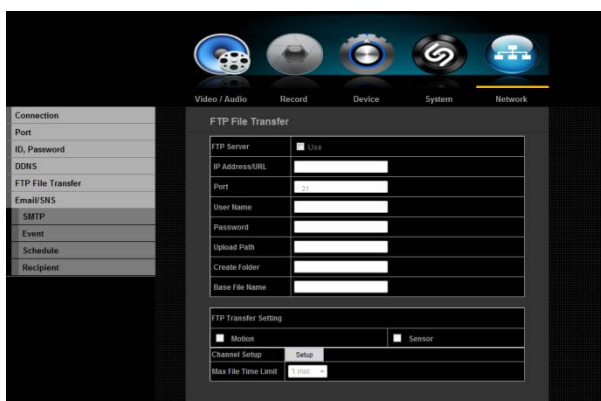 Video / Audio Record Device System Network
Connection
Port
ID, Password
DDNS
FTP File Transfer
Email/SNS
SMTP
Event
Schedule
Recipient
FTP File Transfer
FTP Server Use
IP Address/URL
Port 21
User Name
Password
Upload Path
Create Folder
Base File Name
FTP Transfer Setting
Motion Sensor
Channel Setup Setup
Max File Time Limit 1 min